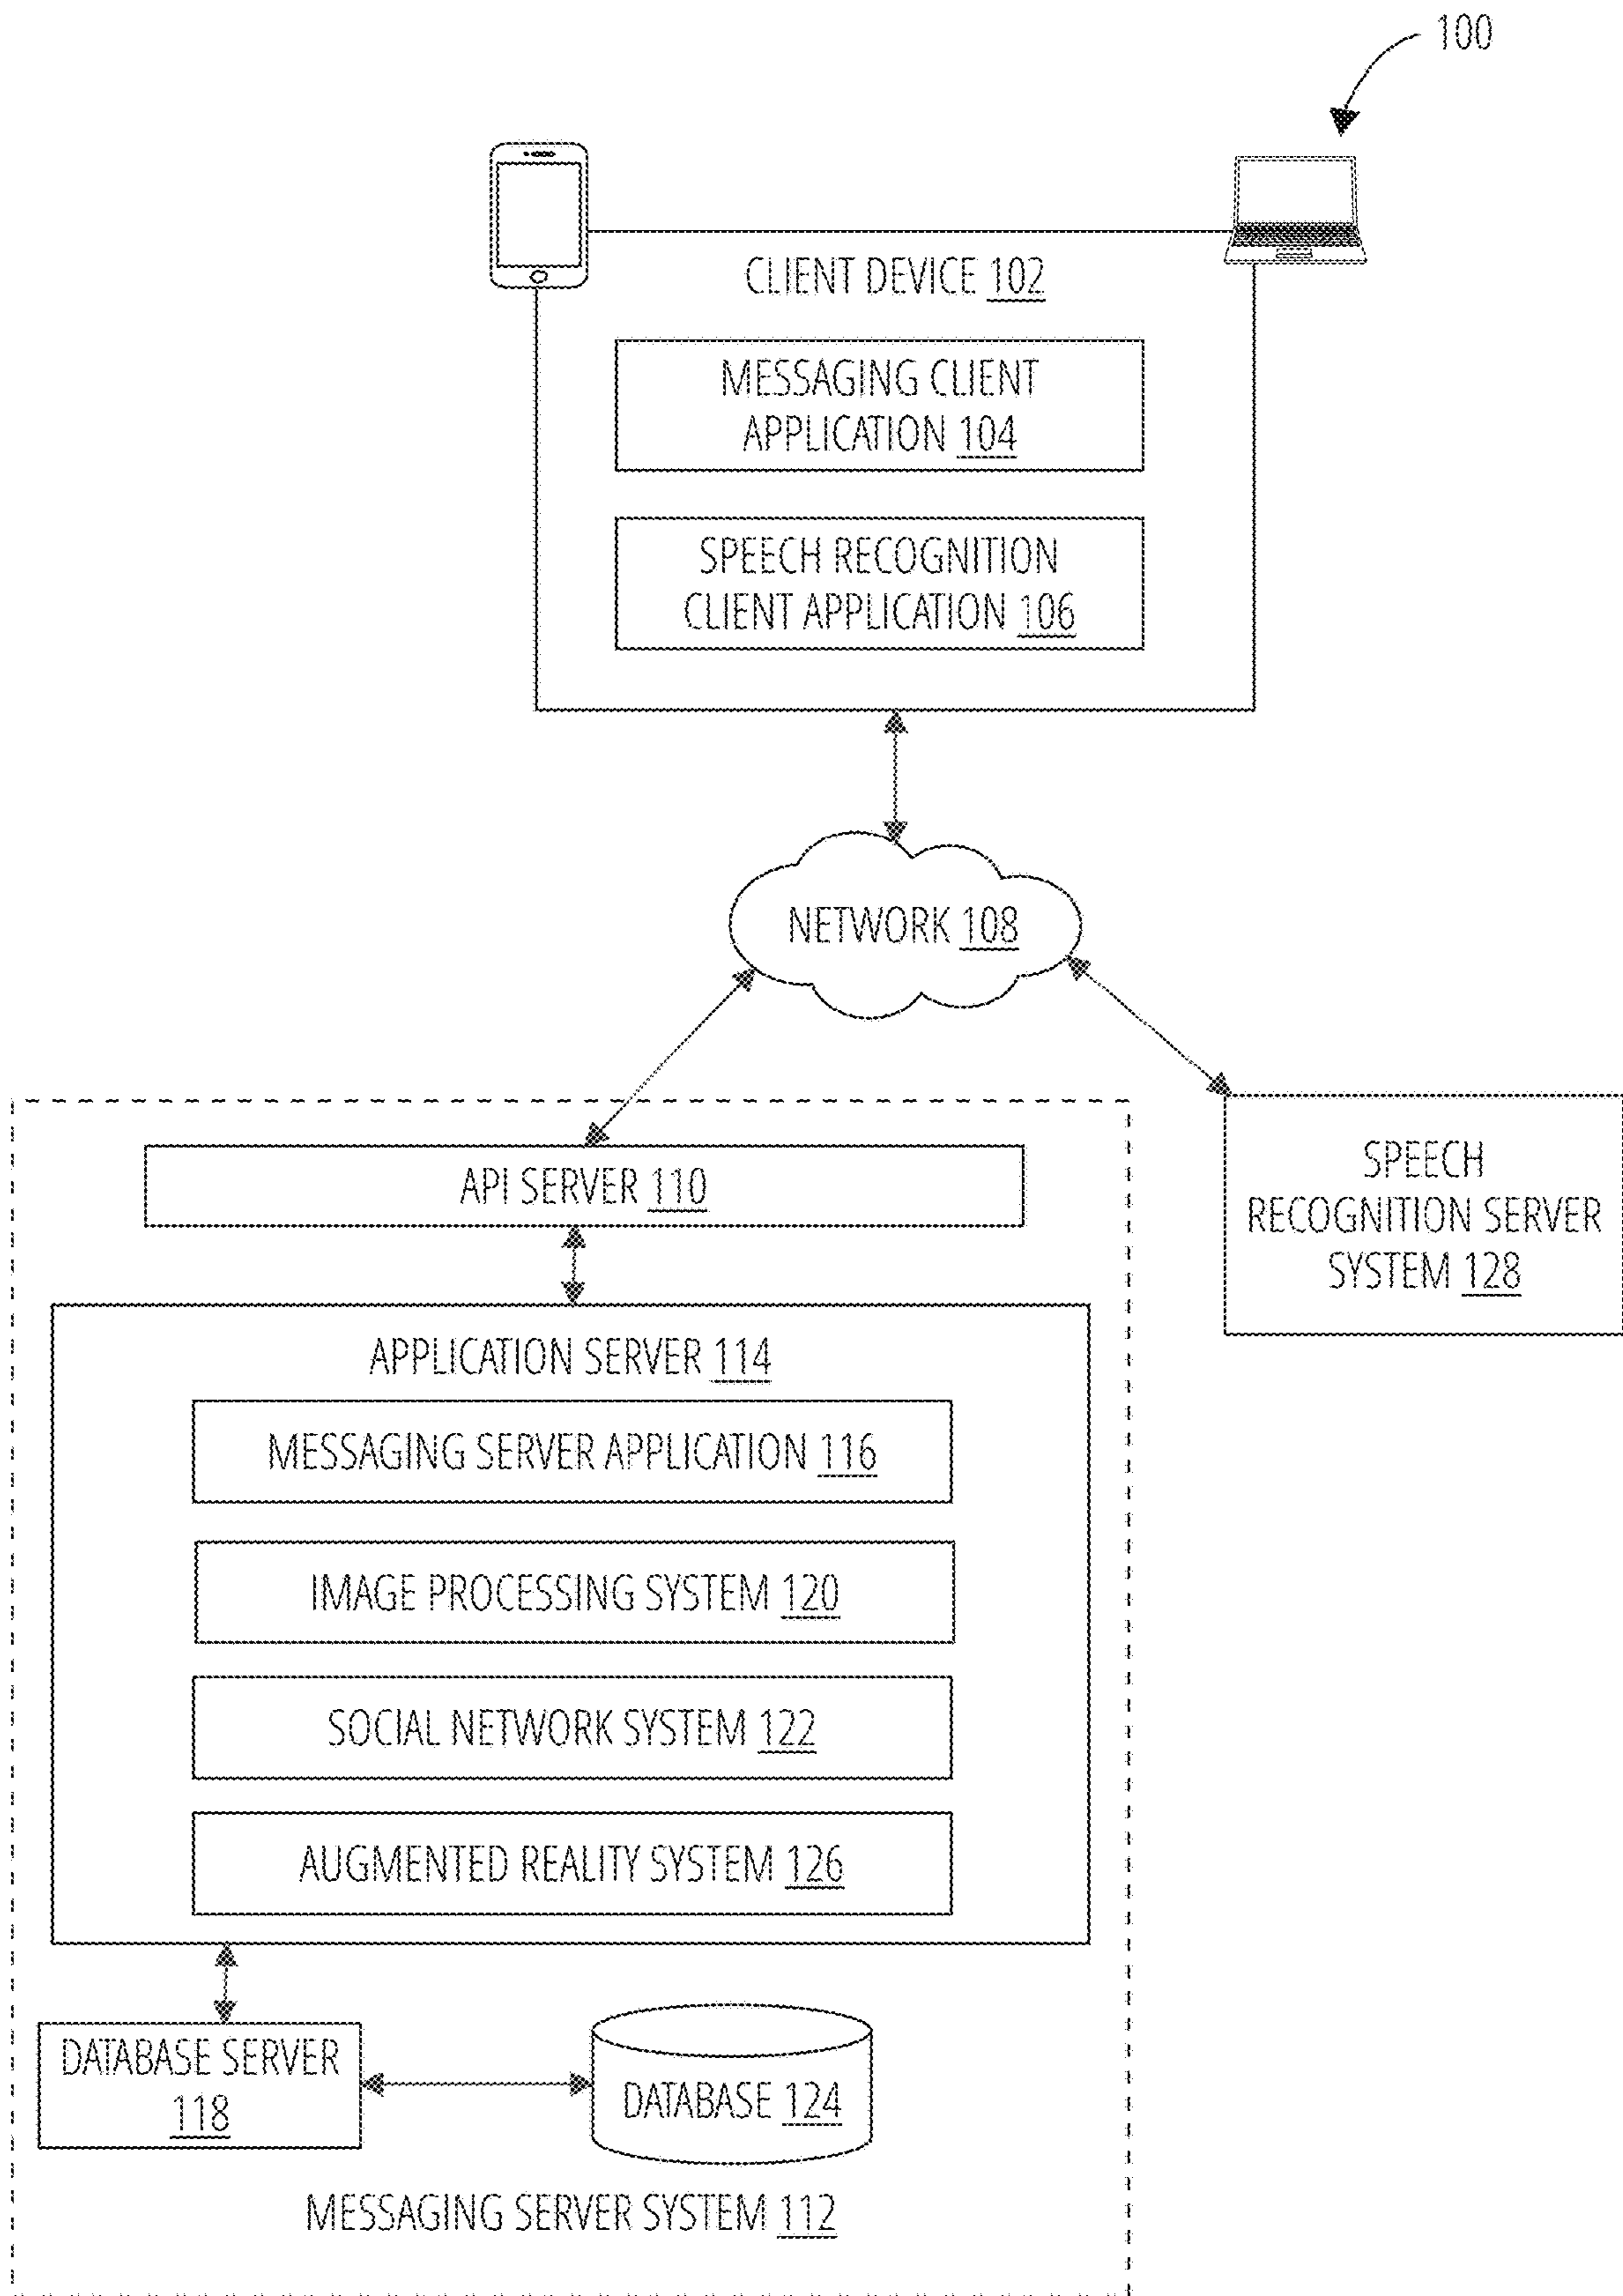 100
CLIENT DEVICE 102
MESSAGING CLIENT
APPLICATION 104
SPEECH RECOGNITION
CLIENT APPLICATION 106
NETWORK 108
API SERVER 110
SPEECH
RECOGNITION SERVER
SYSTEM 128
APPLICATION SERVER 114
MESSAGING SERVER APPLICATION 116
IMAGE PROCESSING SYSTEM 120
SOCIAL NETWORK SYSTEM 122
AUGMENTED REALITY SYSTEM 126
DATABASE SERVER
118
DATABASE 124
MESSAGING SERVER SYSTEM 112